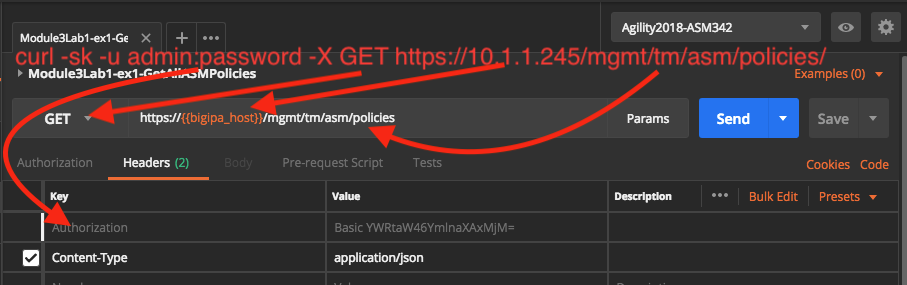 Module3Lab1-ex1-Ge
Agility2018-ASM342
curl -sk -u admin:password -X GET https://10.1.1.245/mgmt/tm/asm/policies/
Module3Lab1-ex1-GetAllASMPolicies
Examples (0)
GET https://{{bigipa_host}}/mgmt/tm/asm/policies Params Send Save
Authorization Headers (2) Body Pre-request Script Tests Cookies Code
Key Value Description ••• Bulk Edit Presets
Authorization Basic YWRtaW46YmlnaXAxMjM=
Content-Type application/json